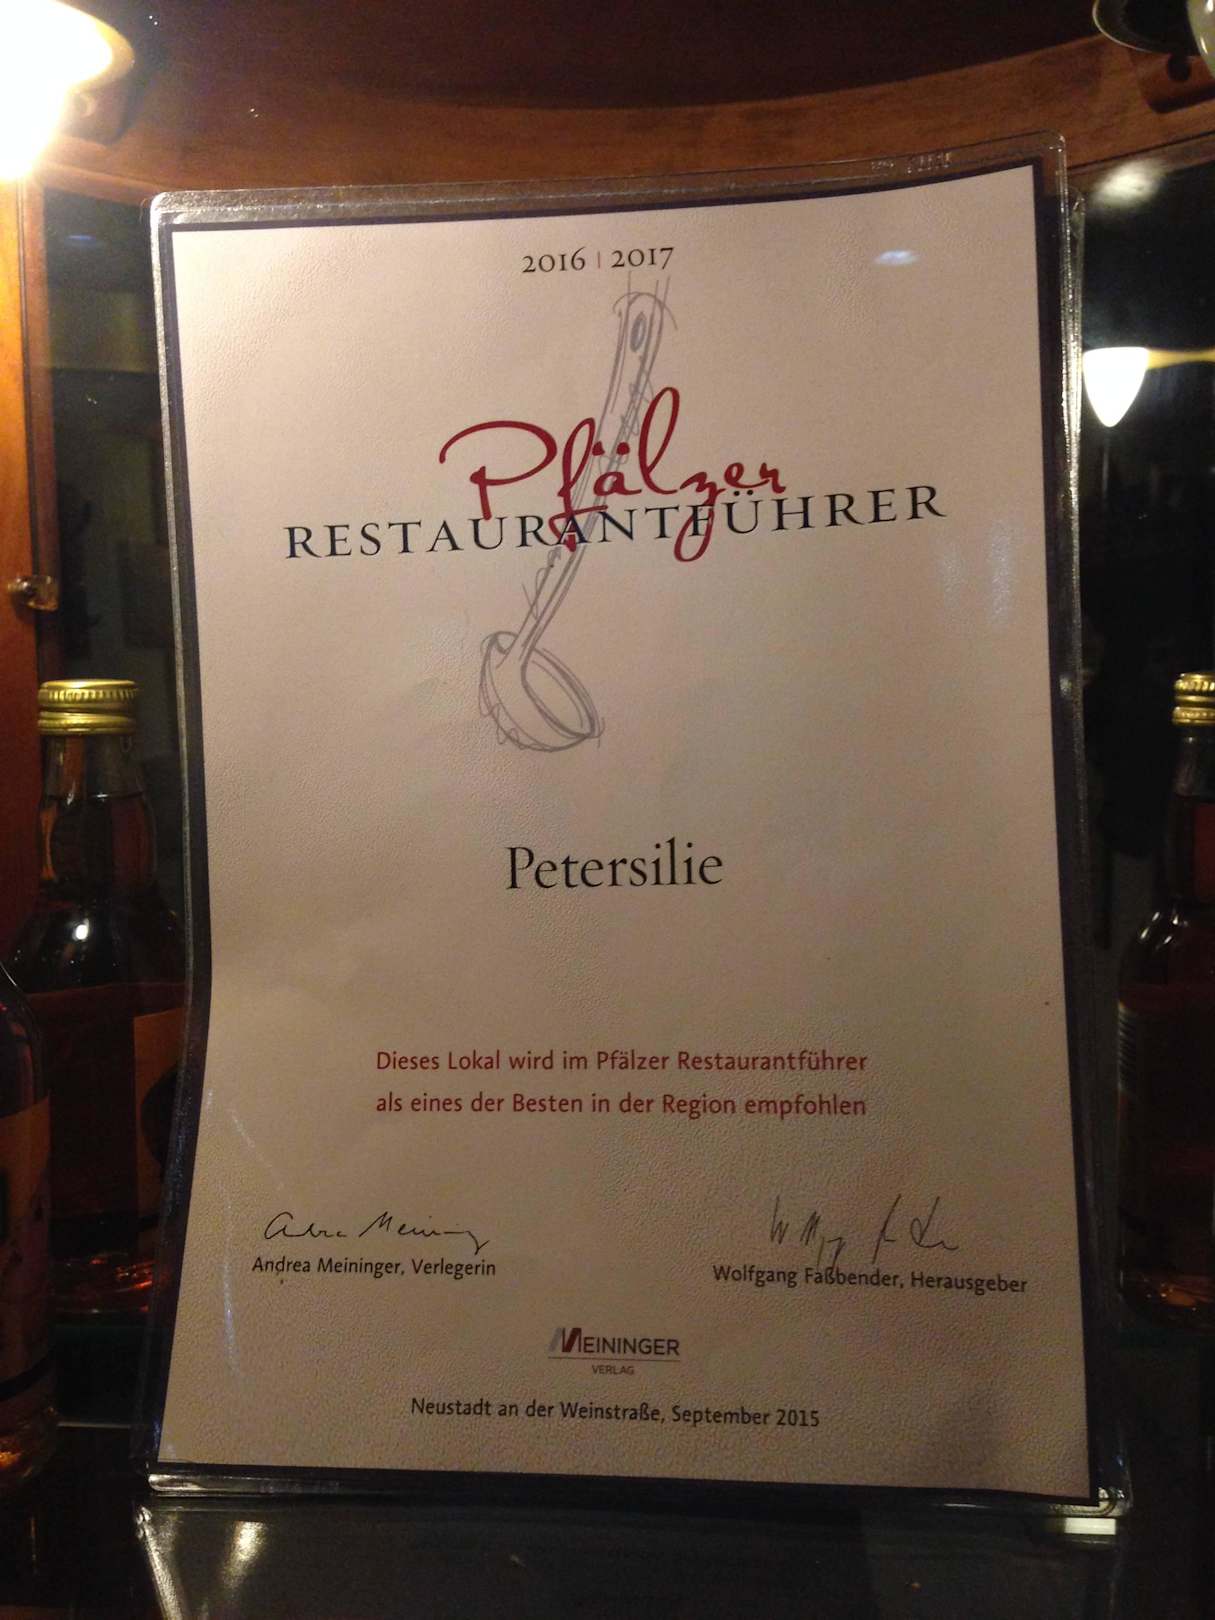 2016 | 2017
Pfälzer
RESTAURANTFÜHRER
Petersilie
Dieses Lokal wird im Pfälzer Restaurantführer
als eines der Besten in der Region empfohlen
Andrea Meininger, Verlegerin
Wolfgang Faßbender, Herausgeber
MEININGER
VERLAG
Neustadt an der Weinstraße, September 2015